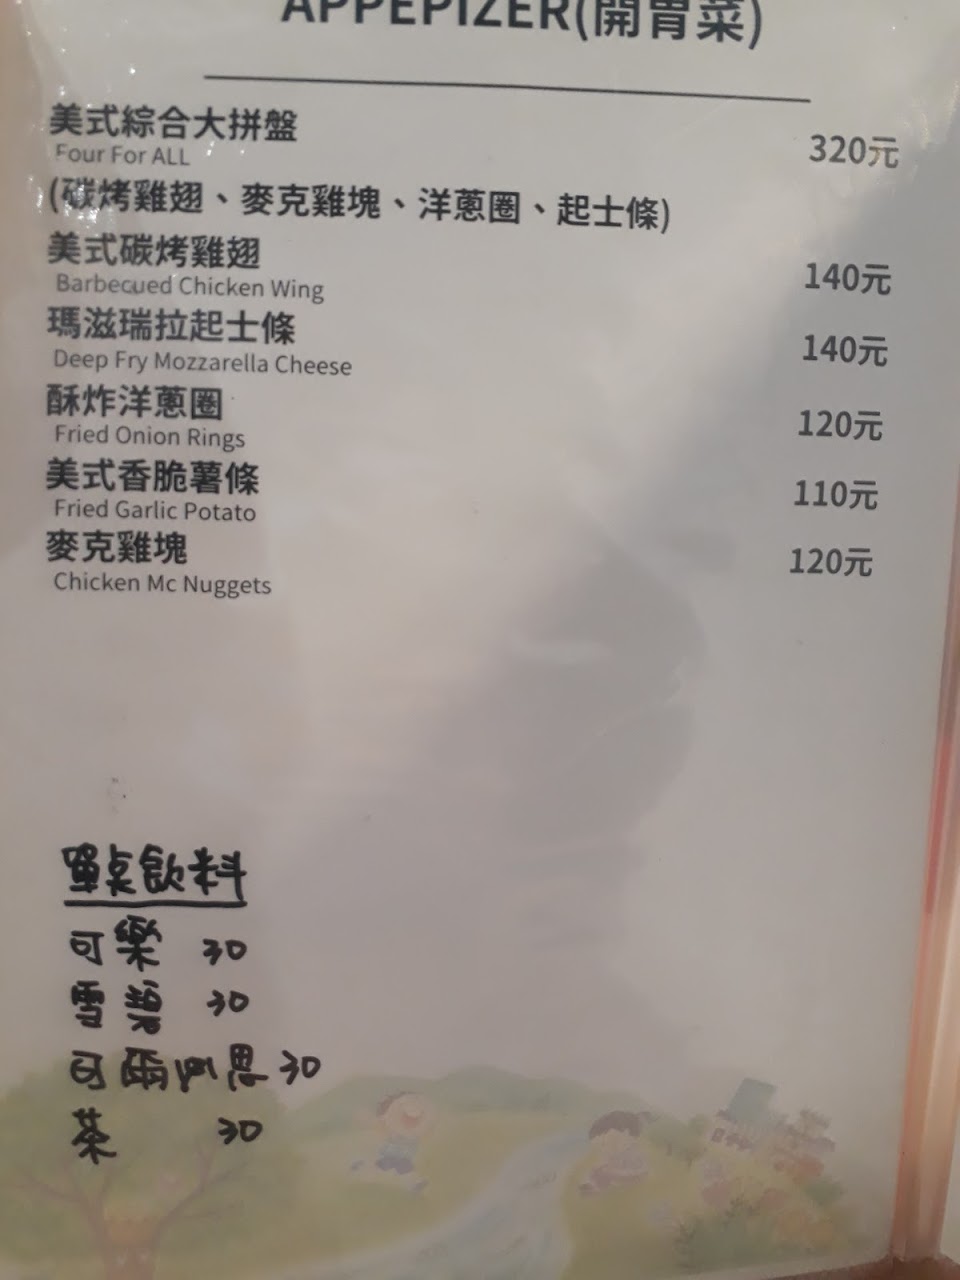 APPEPIZER(開胃菜)
美式綜合大拼盤
Four For ALL
320元
(碳烤雞翅、麥克雞塊、洋蔥圈、起士條)
美式碳烤雞翅
Barbecued Chicken Wing
140元
瑪滋瑞拉起士條
Deep Fry Mozzarella Cheese
140元
酥炸洋蔥圈
Fried Onion Rings
120元
美式香脆薯條
Fried Garlic Potato
110元
麥克雞塊
Chicken Mc Nuggets
120元
單点飲料
可樂 30
雪碧 30
可爾必思 30
茶 30